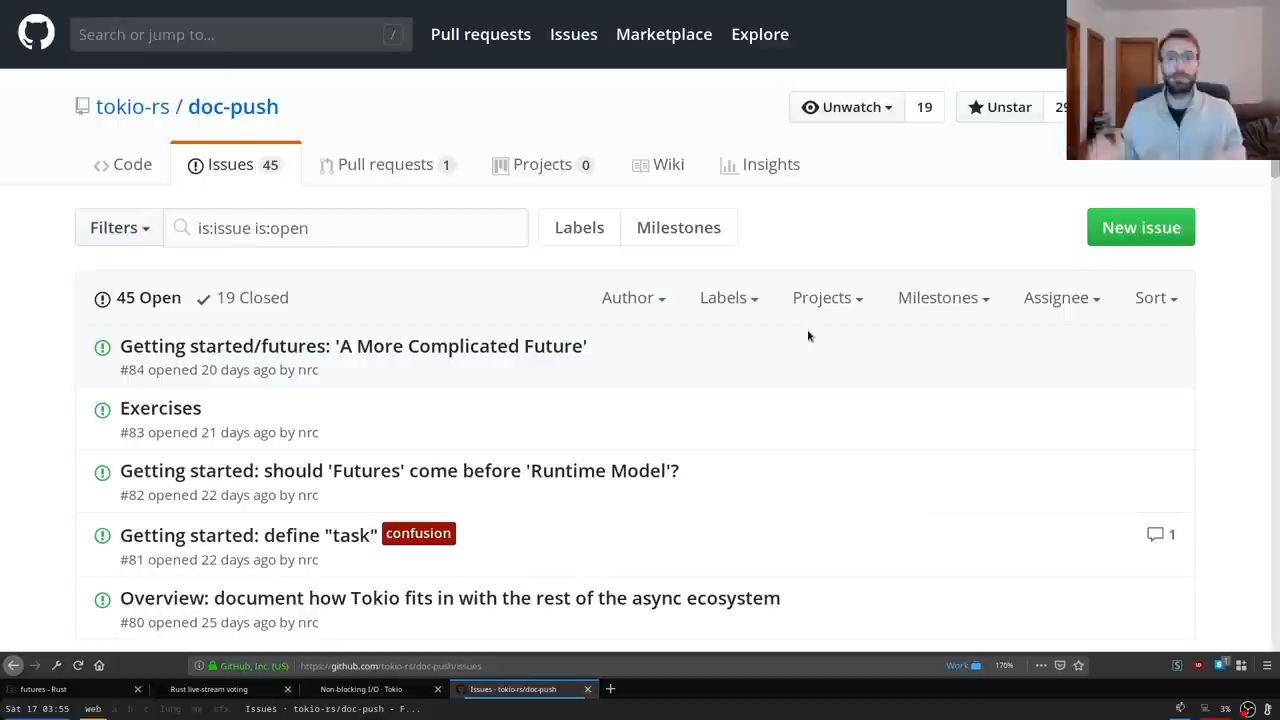 Search or jump to…
/
Pull requests
Issues
Marketplace
Explore
tokio-rs / doc-push
Unwatch
19
Unstar
Code
Issues 45
Pull requests 1
Projects 0
Wiki
Insights
Filters
is:issue is:open
Labels
Milestones
New issue
45 Open
19 Closed
Author
Labels
Projects
Milestones
Assignee
Sort
Getting started/futures: 'A More Complicated Future'
#84 opened 20 days ago by nrc
Exercises
#83 opened 21 days ago by nrc
Getting started: should 'Futures' come before 'Runtime Model'?
#82 opened 22 days ago by nrc
Getting started: define "task" confusion
1
#81 opened 22 days ago by nrc
Overview: document how Tokio fits in with the rest of the async ecosystem
#80 opened 25 days ago by nrc
GitHub, Inc. (US)
https://github.com/tokio-rs/doc-push/issues
Work
170%
futures - Rust
Rust live-stream voting
Non-blocking I/O · Tokio
Issues · tokio-rs/doc-push
Sat 17 03:55
web
Issues · tokio-rs/doc-push - F...
3%